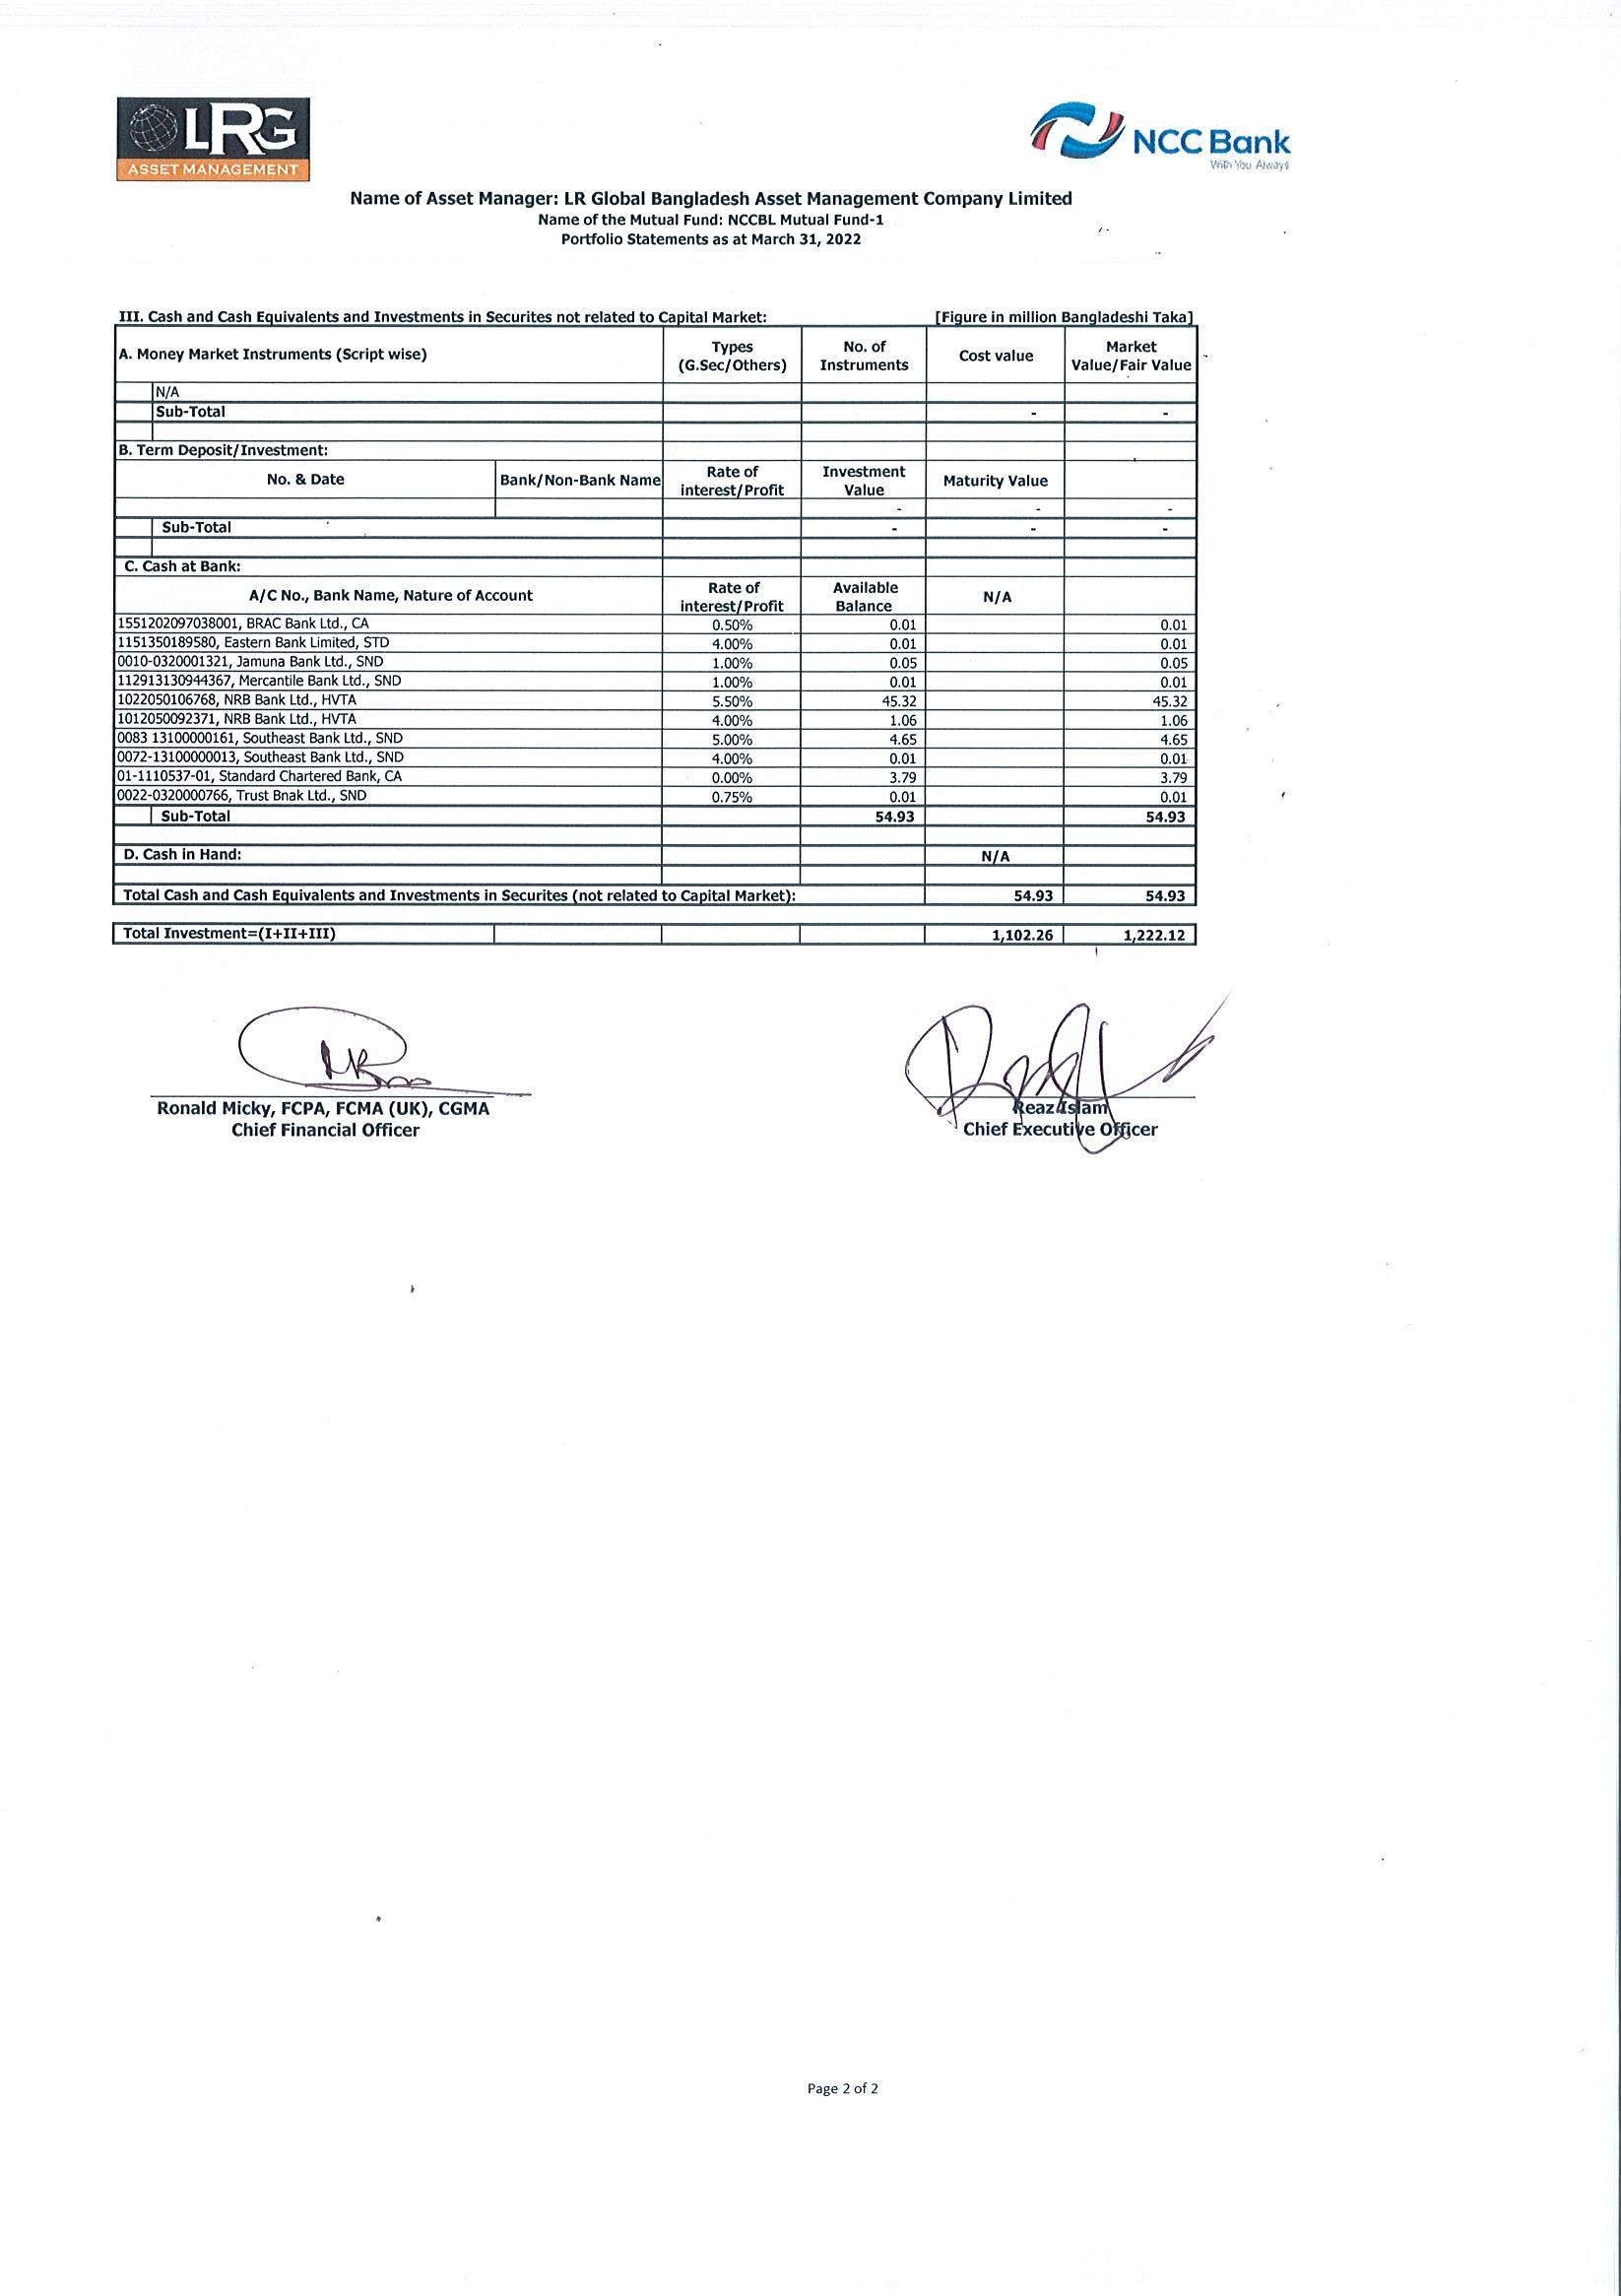 LRG
ASSET MANAGEMENT
NCC Bank
With You Always
Name of Asset Manager: LR Global Bangladesh Asset Management Company Limited
Name of the Mutual Fund: NCCBL Mutual Fund-1
Portfolio Statements as at March 31, 2022
III. Cash and Cash Equivalents and Investments in Securites not related to Capital Market: [Figure in million Bangladeshi Taka]
A. Money Market Instruments (Script wise) Types (G.Sec/Others) No. of Instruments Cost value Market Value/Fair Value
N/A
Sub-Total - -
B. Term Deposit/Investment:
No. & Date Bank/Non-Bank Name Rate of interest/Profit Investment Value Maturity Value
- - -
Sub-Total - - -
C. Cash at Bank:
A/C No., Bank Name, Nature of Account Rate of interest/Profit Available Balance N/A
1551202097038001, BRAC Bank Ltd., CA 0.50% 0.01 0.01
1151350189580, Eastern Bank Limited, STD 4.00% 0.01 0.01
0010-0320001321, Jamuna Bank Ltd., SND 1.00% 0.05 0.05
112913130944367, Mercantile Bank Ltd., SND 1.00% 0.01 0.01
1022050106768, NRB Bank Ltd., HVTA 5.50% 45.32 45.32
1012050092371, NRB Bank Ltd., HVTA 4.00% 1.06 1.06
0083 13100000161, Southeast Bank Ltd., SND 5.00% 4.65 4.65
0072-13100000013, Southeast Bank Ltd., SND 4.00% 0.01 0.01
01-1110537-01, Standard Chartered Bank, CA 0.00% 3.79 3.79
0022-0320000766, Trust Bnak Ltd., SND 0.75% 0.01 0.01
Sub-Total 54.93 54.93
D. Cash in Hand: N/A
Total Cash and Cash Equivalents and Investments in Securites (not related to Capital Market): 54.93 54.93
Total Investment=(I+II+III) 1,102.26 1,222.12
Ronald Micky, FCPA, FCMA (UK), CGMA
Chief Financial Officer
Reaz Islam
Chief Executive Officer
Page 2 of 2